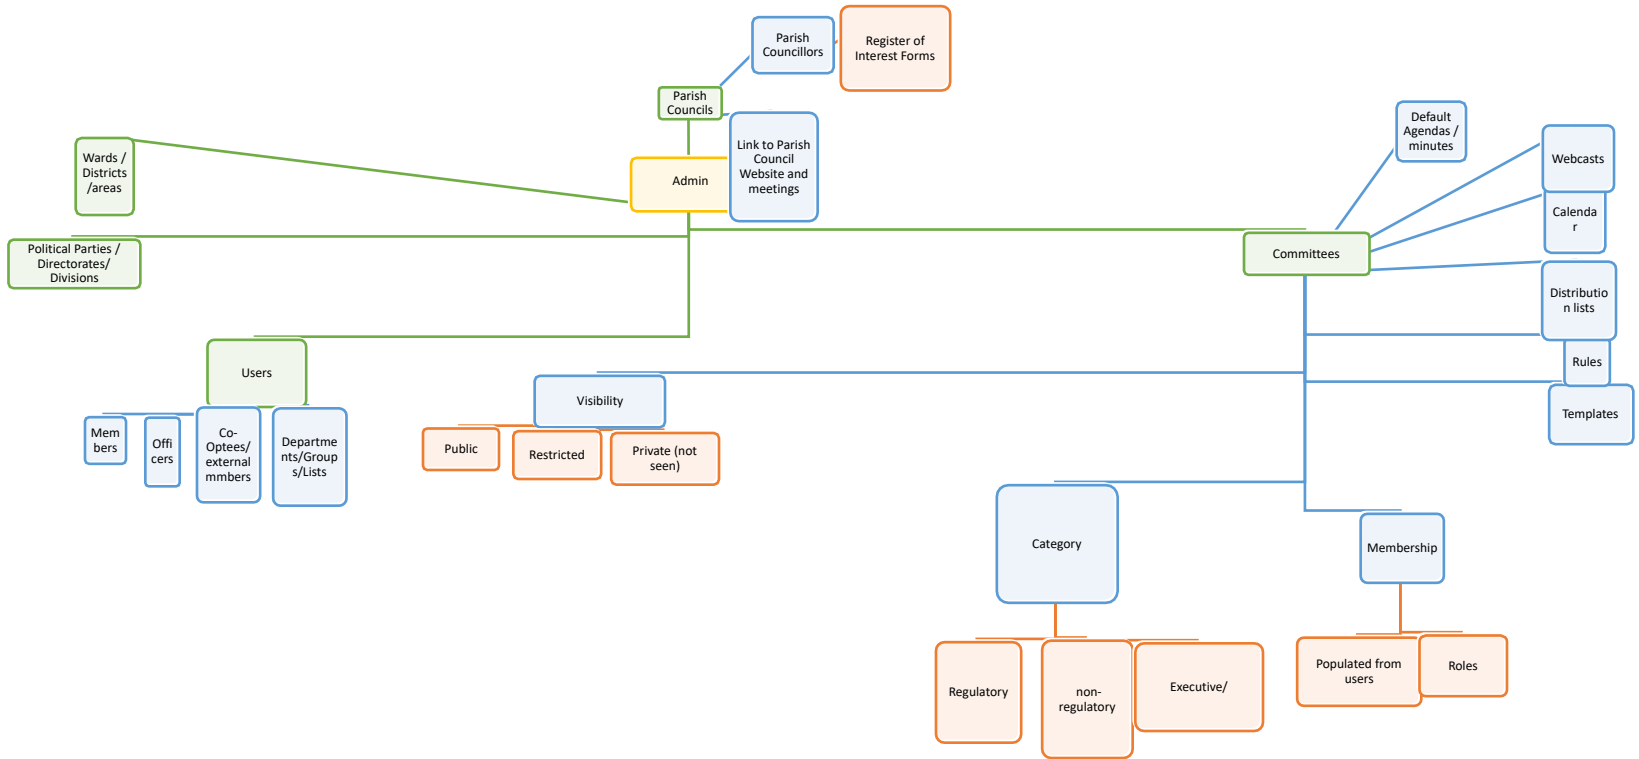 Parish
Councillors
Register of
Interest Forms
Parish
Councils
Link to Parish
Council
Website and
meetings
Admin
Wards /
Districts
/areas
Political Parties /
Directorates/
Divisions
Default
Agendas /
minutes
Webcasts
Calenda
r
Committees
Distributio
n lists
Rules
Templates
Users
Mem
bers
Offi
cers
Co-
Optees/
external
mmbers
Departme
nts/Group
s/Lists
Visibility
Public
Restricted
Private (not
seen)
Category
Membership
Regulatory
non-
regulatory
Executive/
Populated from
users
Roles